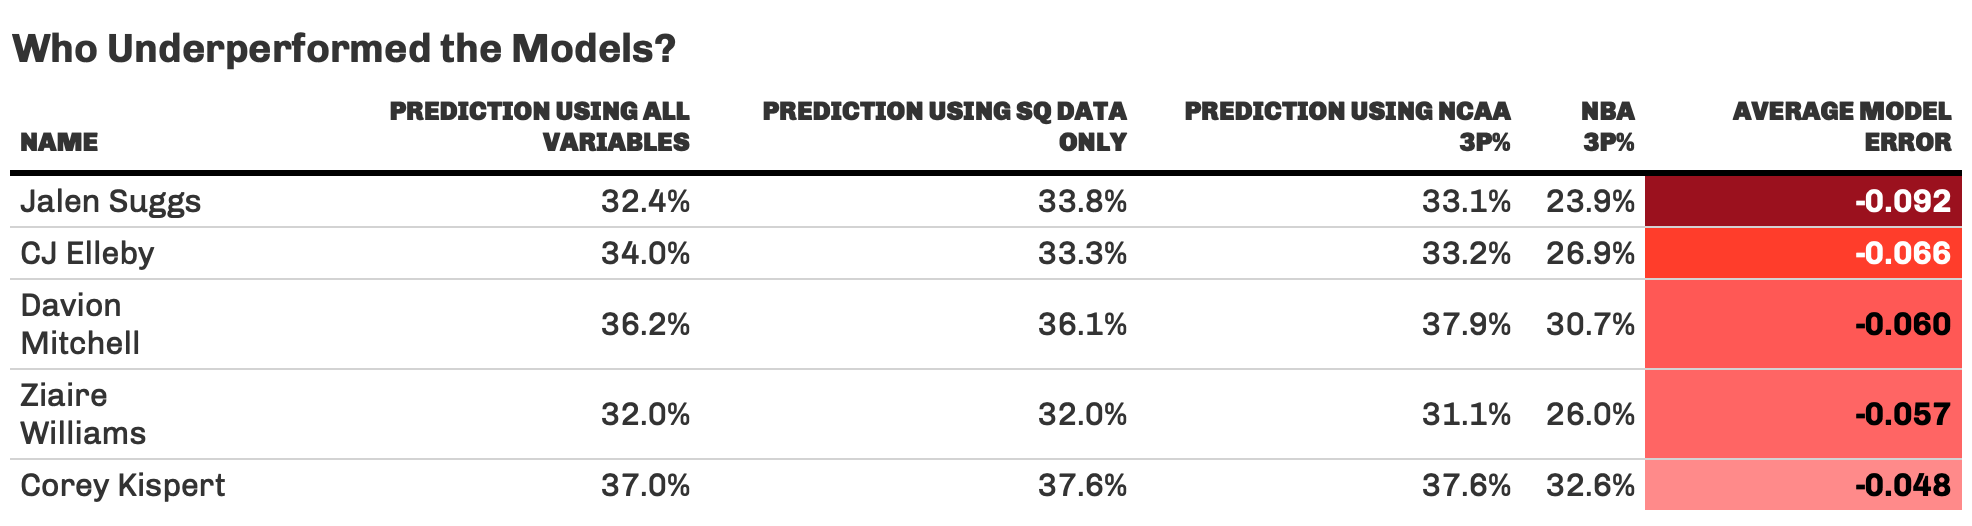 Who Underperformed the Models?
NAME PREDICTION USING ALL VARIABLES PREDICTION USING SQ DATA ONLY PREDICTION USING NCAA 3P% NBA 3P% AVERAGE MODEL ERROR
Jalen Suggs 32.4% 33.8% 33.1% 23.9% -0.092
CJ Elleby 34.0% 33.3% 33.2% 26.9% -0.066
Davion Mitchell 36.2% 36.1% 37.9% 30.7% -0.060
Ziaire Williams 32.0% 32.0% 31.1% 26.0% -0.057
Corey Kispert 37.0% 37.6% 37.6% 32.6% -0.048